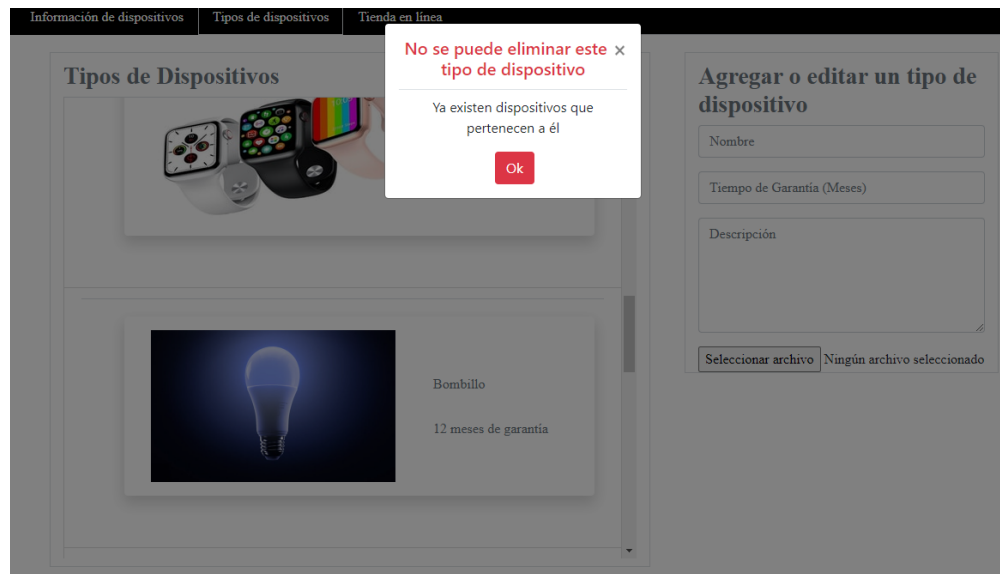 Información de dispositivos
Tipos de dispositivos
Tienda en línea
No se puede eliminar este
tipo de dispositivo
×
Ya existen dispositivos que
pertenecen a él
Ok
Tipos de Dispositivos
Bombillo
12 meses de garantía
Agregar o editar un tipo de
dispositivo
Nombre
Tiempo de Garantía (Meses)
Descripción
Seleccionar archivo Ningún archivo seleccionado